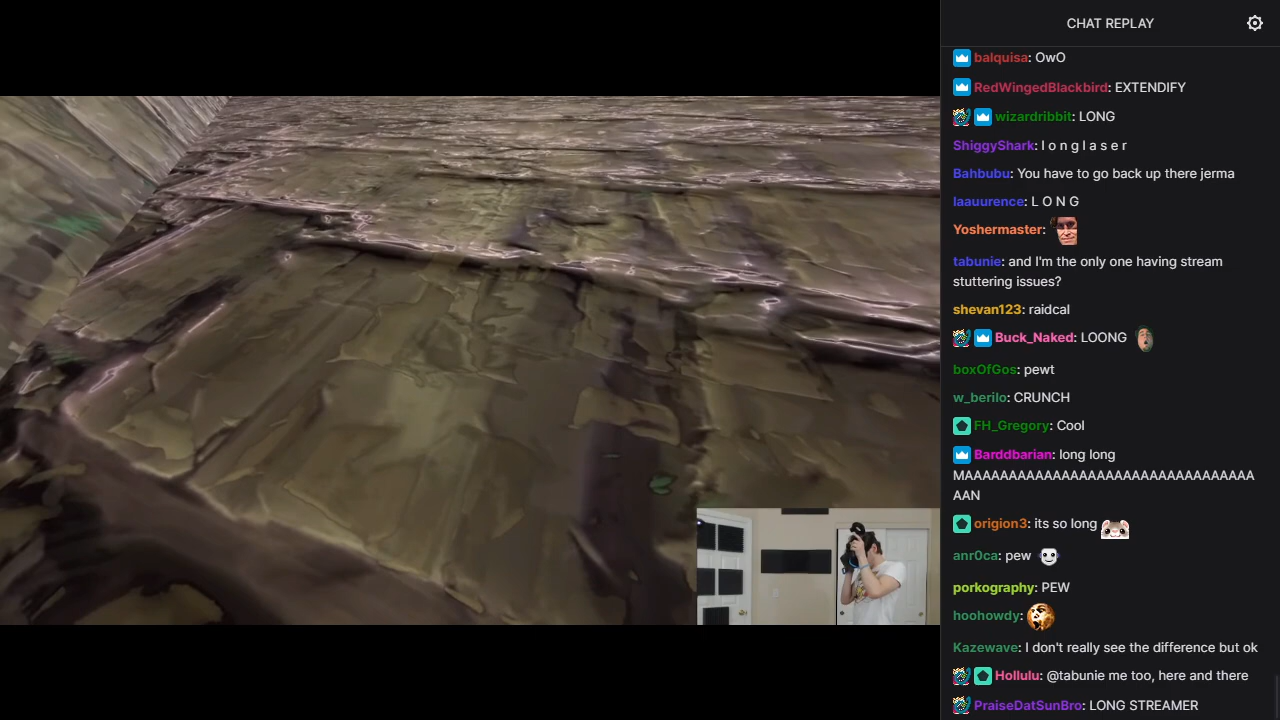 CHAT REPLAY
balquisa: OwO
RedWingedBlackbird: EXTENDIFY
wizardribbit: LONG
ShiggyShark: l o n g l a s e r
Bahbubu: You have to go back up there jerma
laauurence: L O N G
Yoshermaster:
tabunie: and I'm the only one having stream
stuttering issues?
shevan123: raidcal
Buck_Naked: LOONG
boxOfGos: pewt
w_berilo: CRUNCH
FH_Gregory: Cool
Barddbarian: long long
MAAAAAAAAAAAAAAAAAAAAAAAAAAAAAAAAA
AAN
origion3: its so long
anr0ca: pew
porkography: PEW
hoohowdy:
Kazewave: I don't really see the difference but ok
Hollulu: @tabunie me too, here and there
PraiseDatSunBro: LONG STREAMER